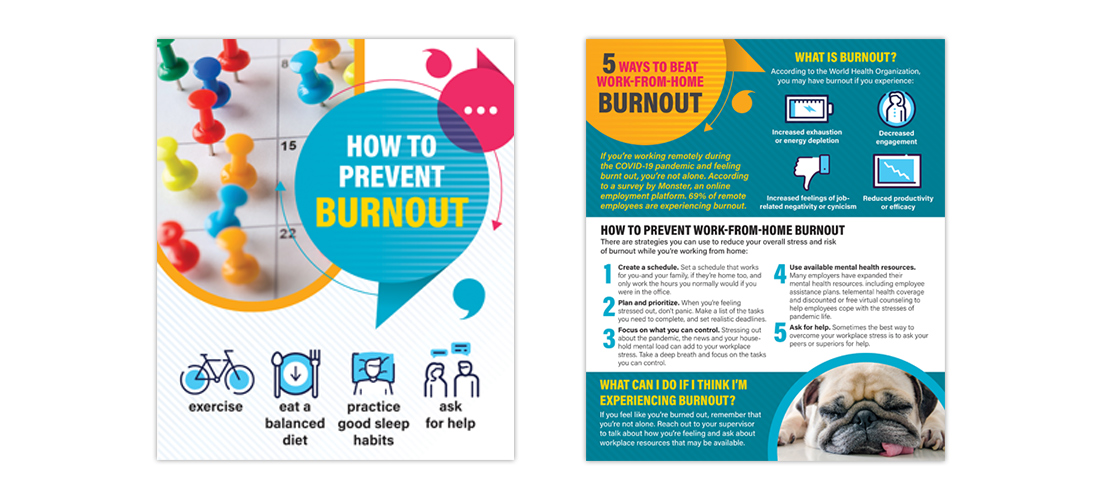 8
15
22
HOW TO
PREVENT
BURNOUT
exercise
eat a
balanced
diet
practice
good sleep
habits
ask
for help
5 WAYS TO BEAT
WORK-FROM-HOME
BURNOUT
If you're working remotely during
the COVID-19 pandemic and feeling
burnt out, you're not alone. According
to a survey by Monster, an online
employment platform. 69% of remote
employees are experiencing burnout.
WHAT IS BURNOUT?
According to the World Health Organization,
you may have burnout if you experience:
Increased exhaustion
or energy depletion
Decreased
engagement
Increased feelings of job-
related negativity or cynicism
Reduced productivity
or efficacy
HOW TO PREVENT WORK-FROM-HOME BURNOUT
There are strategies you can use to reduce your overall stress and risk
of burnout while you're working from home:
1 Create a schedule. Set a schedule that works
for you-and your family, if they're home too, and
only work the hours you normally would if you
were in the office.
2 Plan and prioritize. When you're feeling
stressed out, don't panic. Make a list of the tasks
you need to complete, and set realistic deadlines.
3 Focus on what you can control. Stressing out
about the pandemic, the news and your house-
hold mental load can add to your workplace
stress. Take a deep breath and focus on the tasks
you can control.
4 Use available mental health resources.
Many employers have expanded their
mental health resources. including employee
assistance plans, telemental health coverage
and discounted or free virtual counseling to
help employees cope with the stresses of
pandemic life.
5 Ask for help. Sometimes the best way to
overcome your workplace stress is to ask your
peers or superiors for help.
WHAT CAN I DO IF I THINK I'M
EXPERIENCING BURNOUT?
If you feel like you're burned out, remember that
you're not alone. Reach out to your supervisor
to talk about how you're feeling and ask about
workplace resources that may be available.